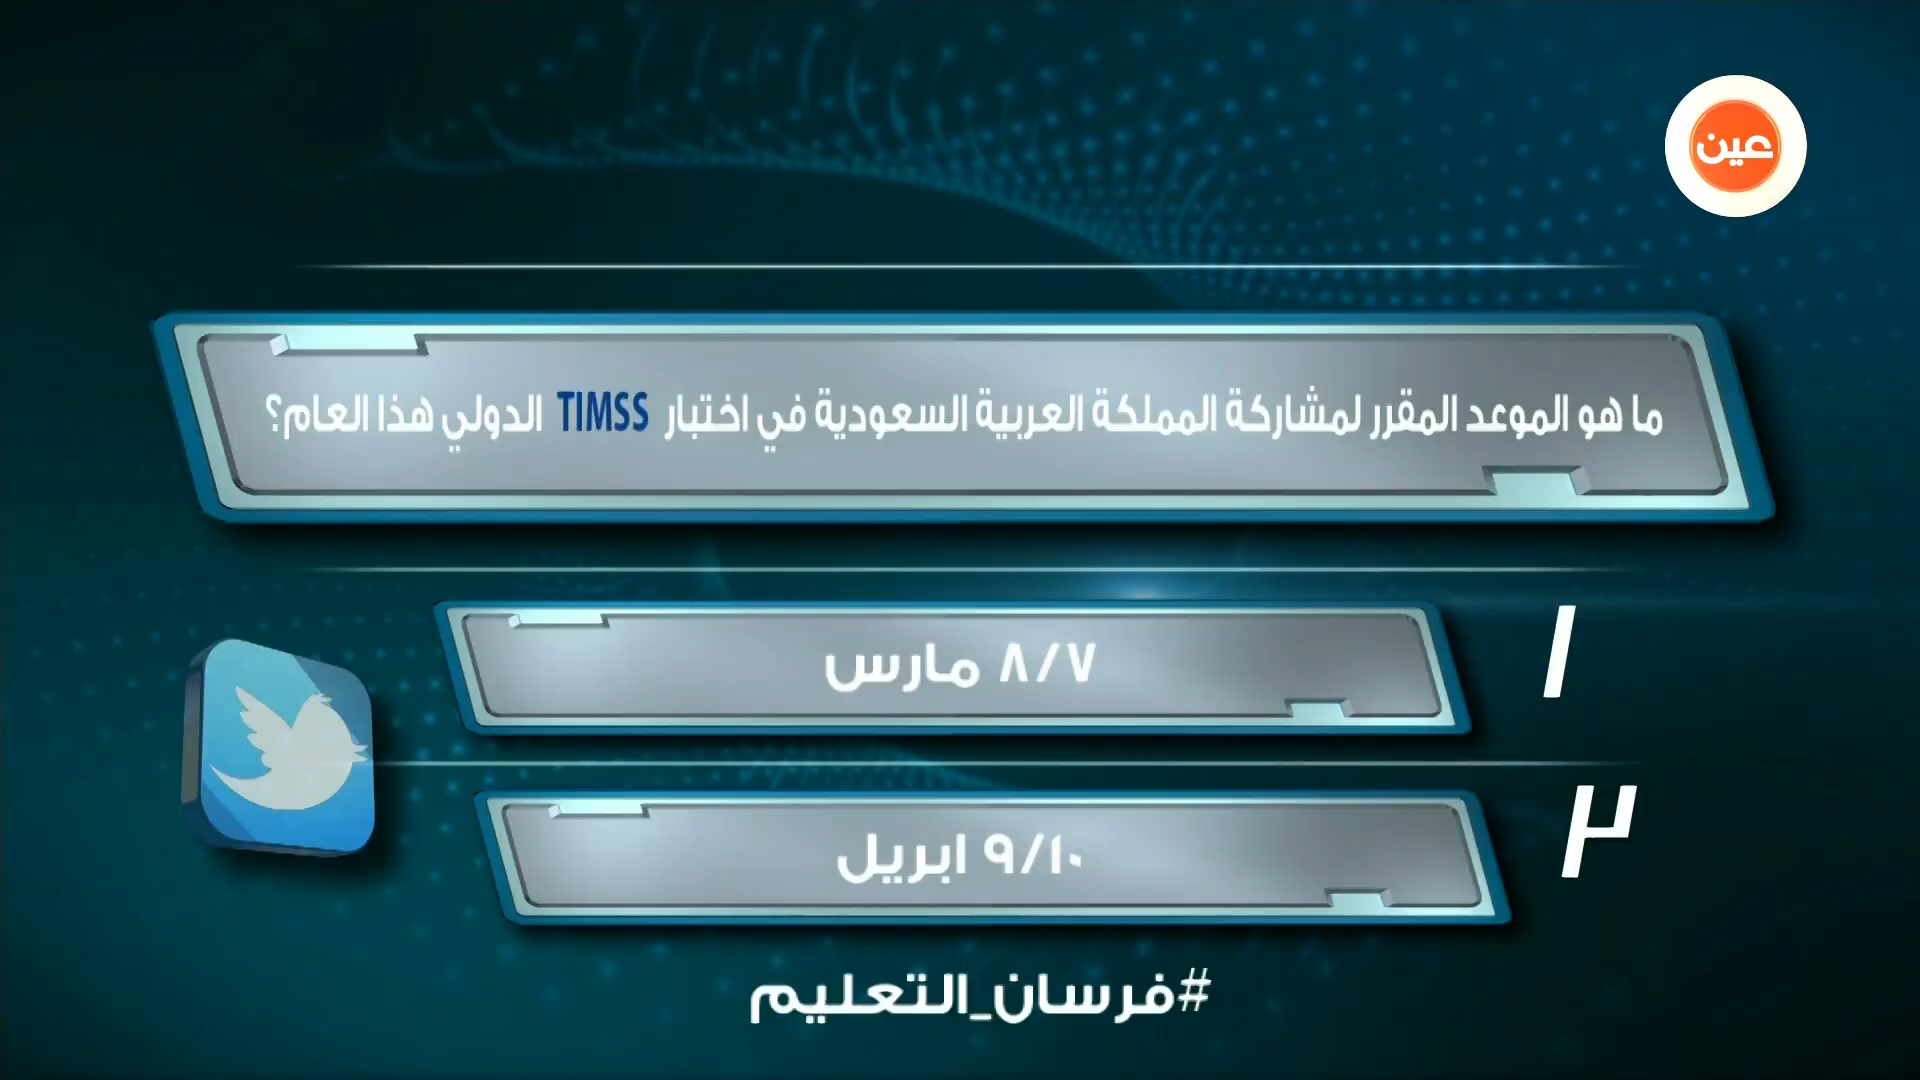 عين
ما هو الموعد المقرر لمشاركة المملكة العربية السعودية في اختبار TIMSS الدولي هذا العام؟
١
٨/٧ مارس
٢
٩/١٠ ابريل
#فرسان_التعليم